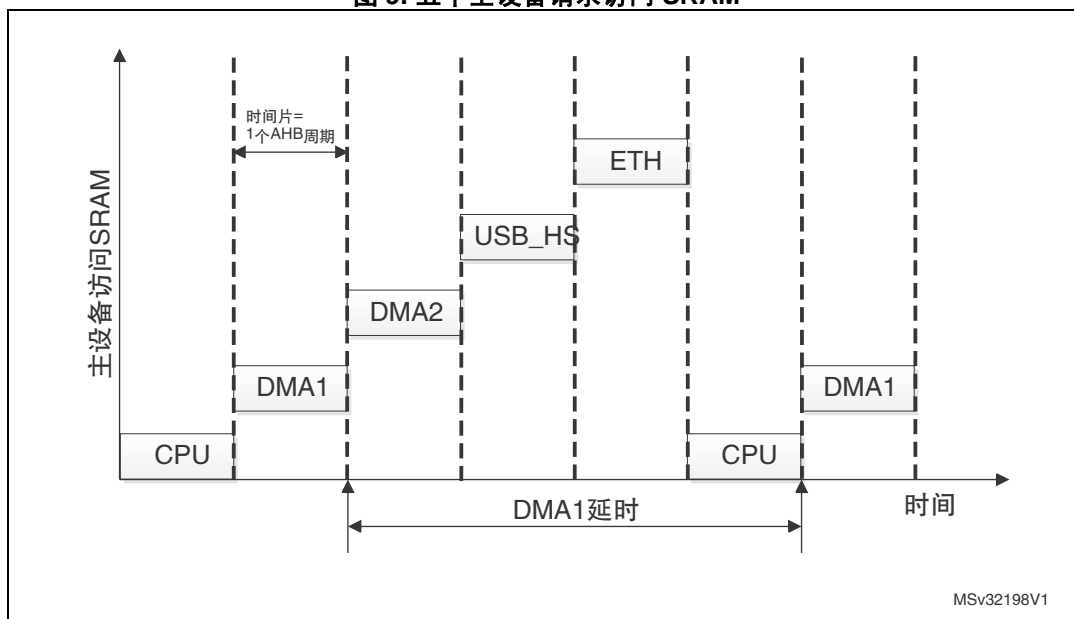 时间片=
1个AHB周期
ETH
USB_HS
DMA2
DMA1
DMA1
CPU
CPU
主设备访问SRAM
DMA1延时
时间
MSv32198V1